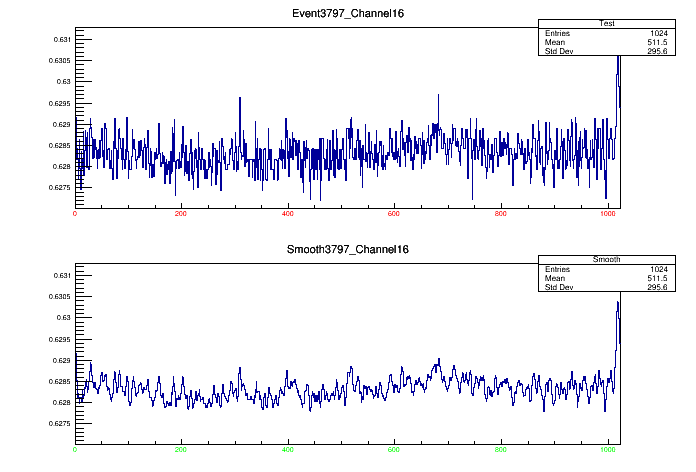 Event3797_Channel16
Test
Entries 1024
Mean 511.5
Std Dev 295.6
0.631
0.6305
0.63
0.6295
0.629
0.6285
0.628
0.6275
0 200 400 600 800 1000
Smooth3797_Channel16
Smooth
Entries 1024
Mean 511.5
Std Dev 295.6
0.631
0.6305
0.63
0.6295
0.629
0.6285
0.628
0.6275
0 200 400 600 800 1000